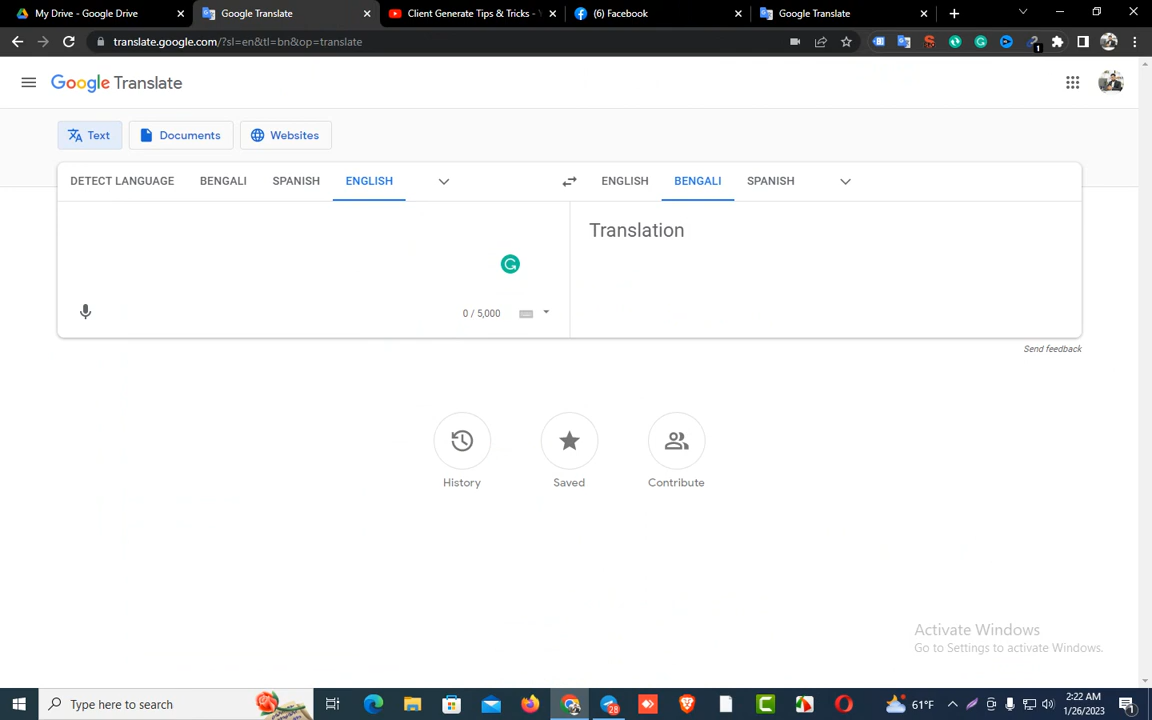 My Drive - Google Drive
Google Translate
Client Generate Tips & Tricks -
(6) Facebook
Google Translate
translate.google.com/?sl=en&tl=bn&op=translate
1
Google Translate
Text
Documents
Websites
DETECT LANGUAGE
BENGALI
SPANISH
ENGLISH
ENGLISH
BENGALI
SPANISH
Translation
0 / 5,000
Send feedback
History
Saved
Contribute
Activate Windows
Go to Settings to activate Windows.
Type here to search
28
61°F
2:22 AM
1/26/2023
1